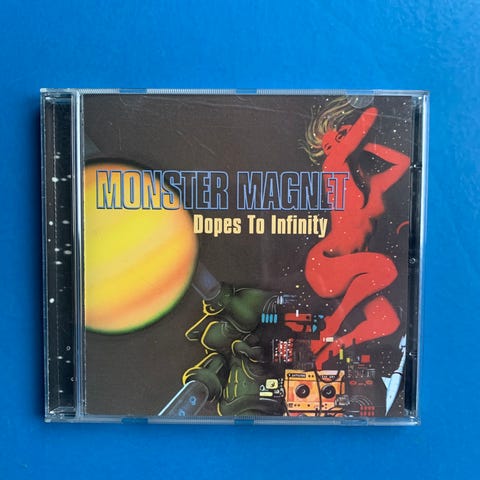 MONSTER MAGNET
Dopes To Infinity